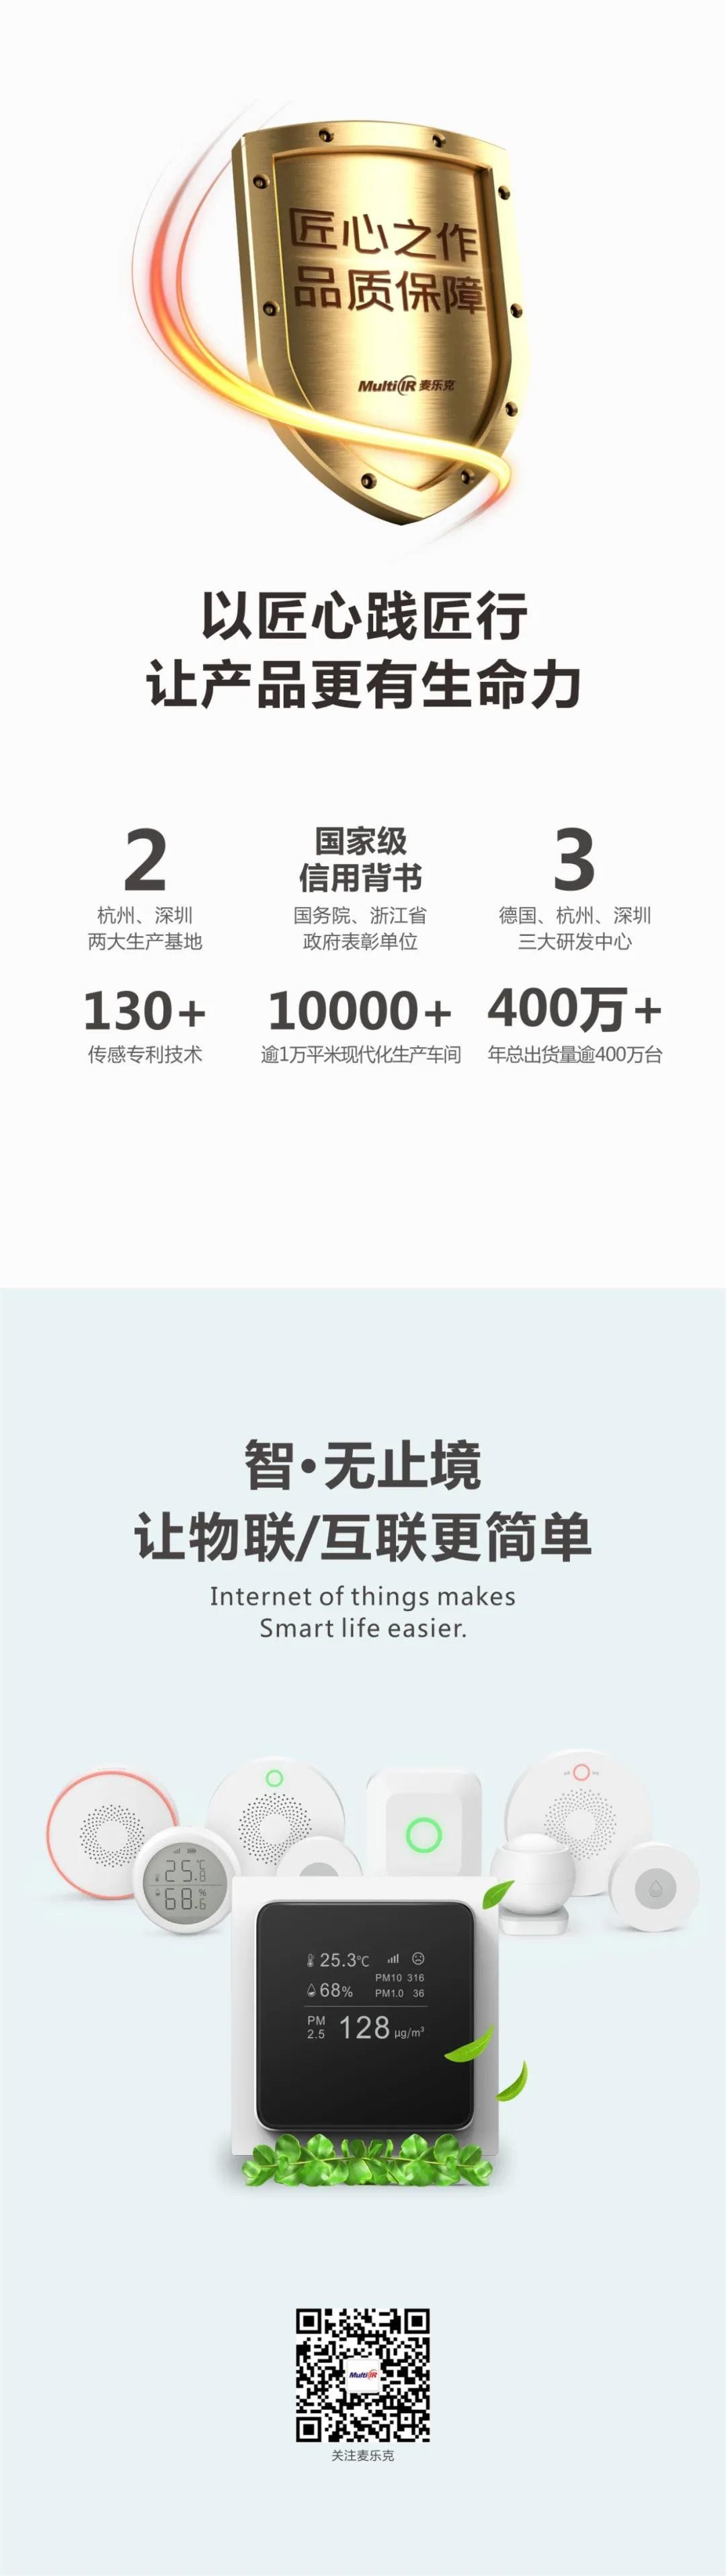 匠心之作
品质保障
MultiIR 麦乐克
以匠心践匠行
让产品更有生命力
2
杭州、深圳
两大生产基地
国家级
信用背书
国务院、浙江省
政府表彰单位
3
德国、杭州、深圳
三大研发中心
130+
传感专利技术
10000+
逾1万平米现代化生产车间
400万+
年总出货量逾400万台
智·无止境
让物联/互联更简单
Internet of things makes
Smart life easier.
25.8℃
68.6%
25.3℃
68%
PM10 316
PM1.0 36
PM
2.5
128 μg/m³
MultiIR
关注麦乐克